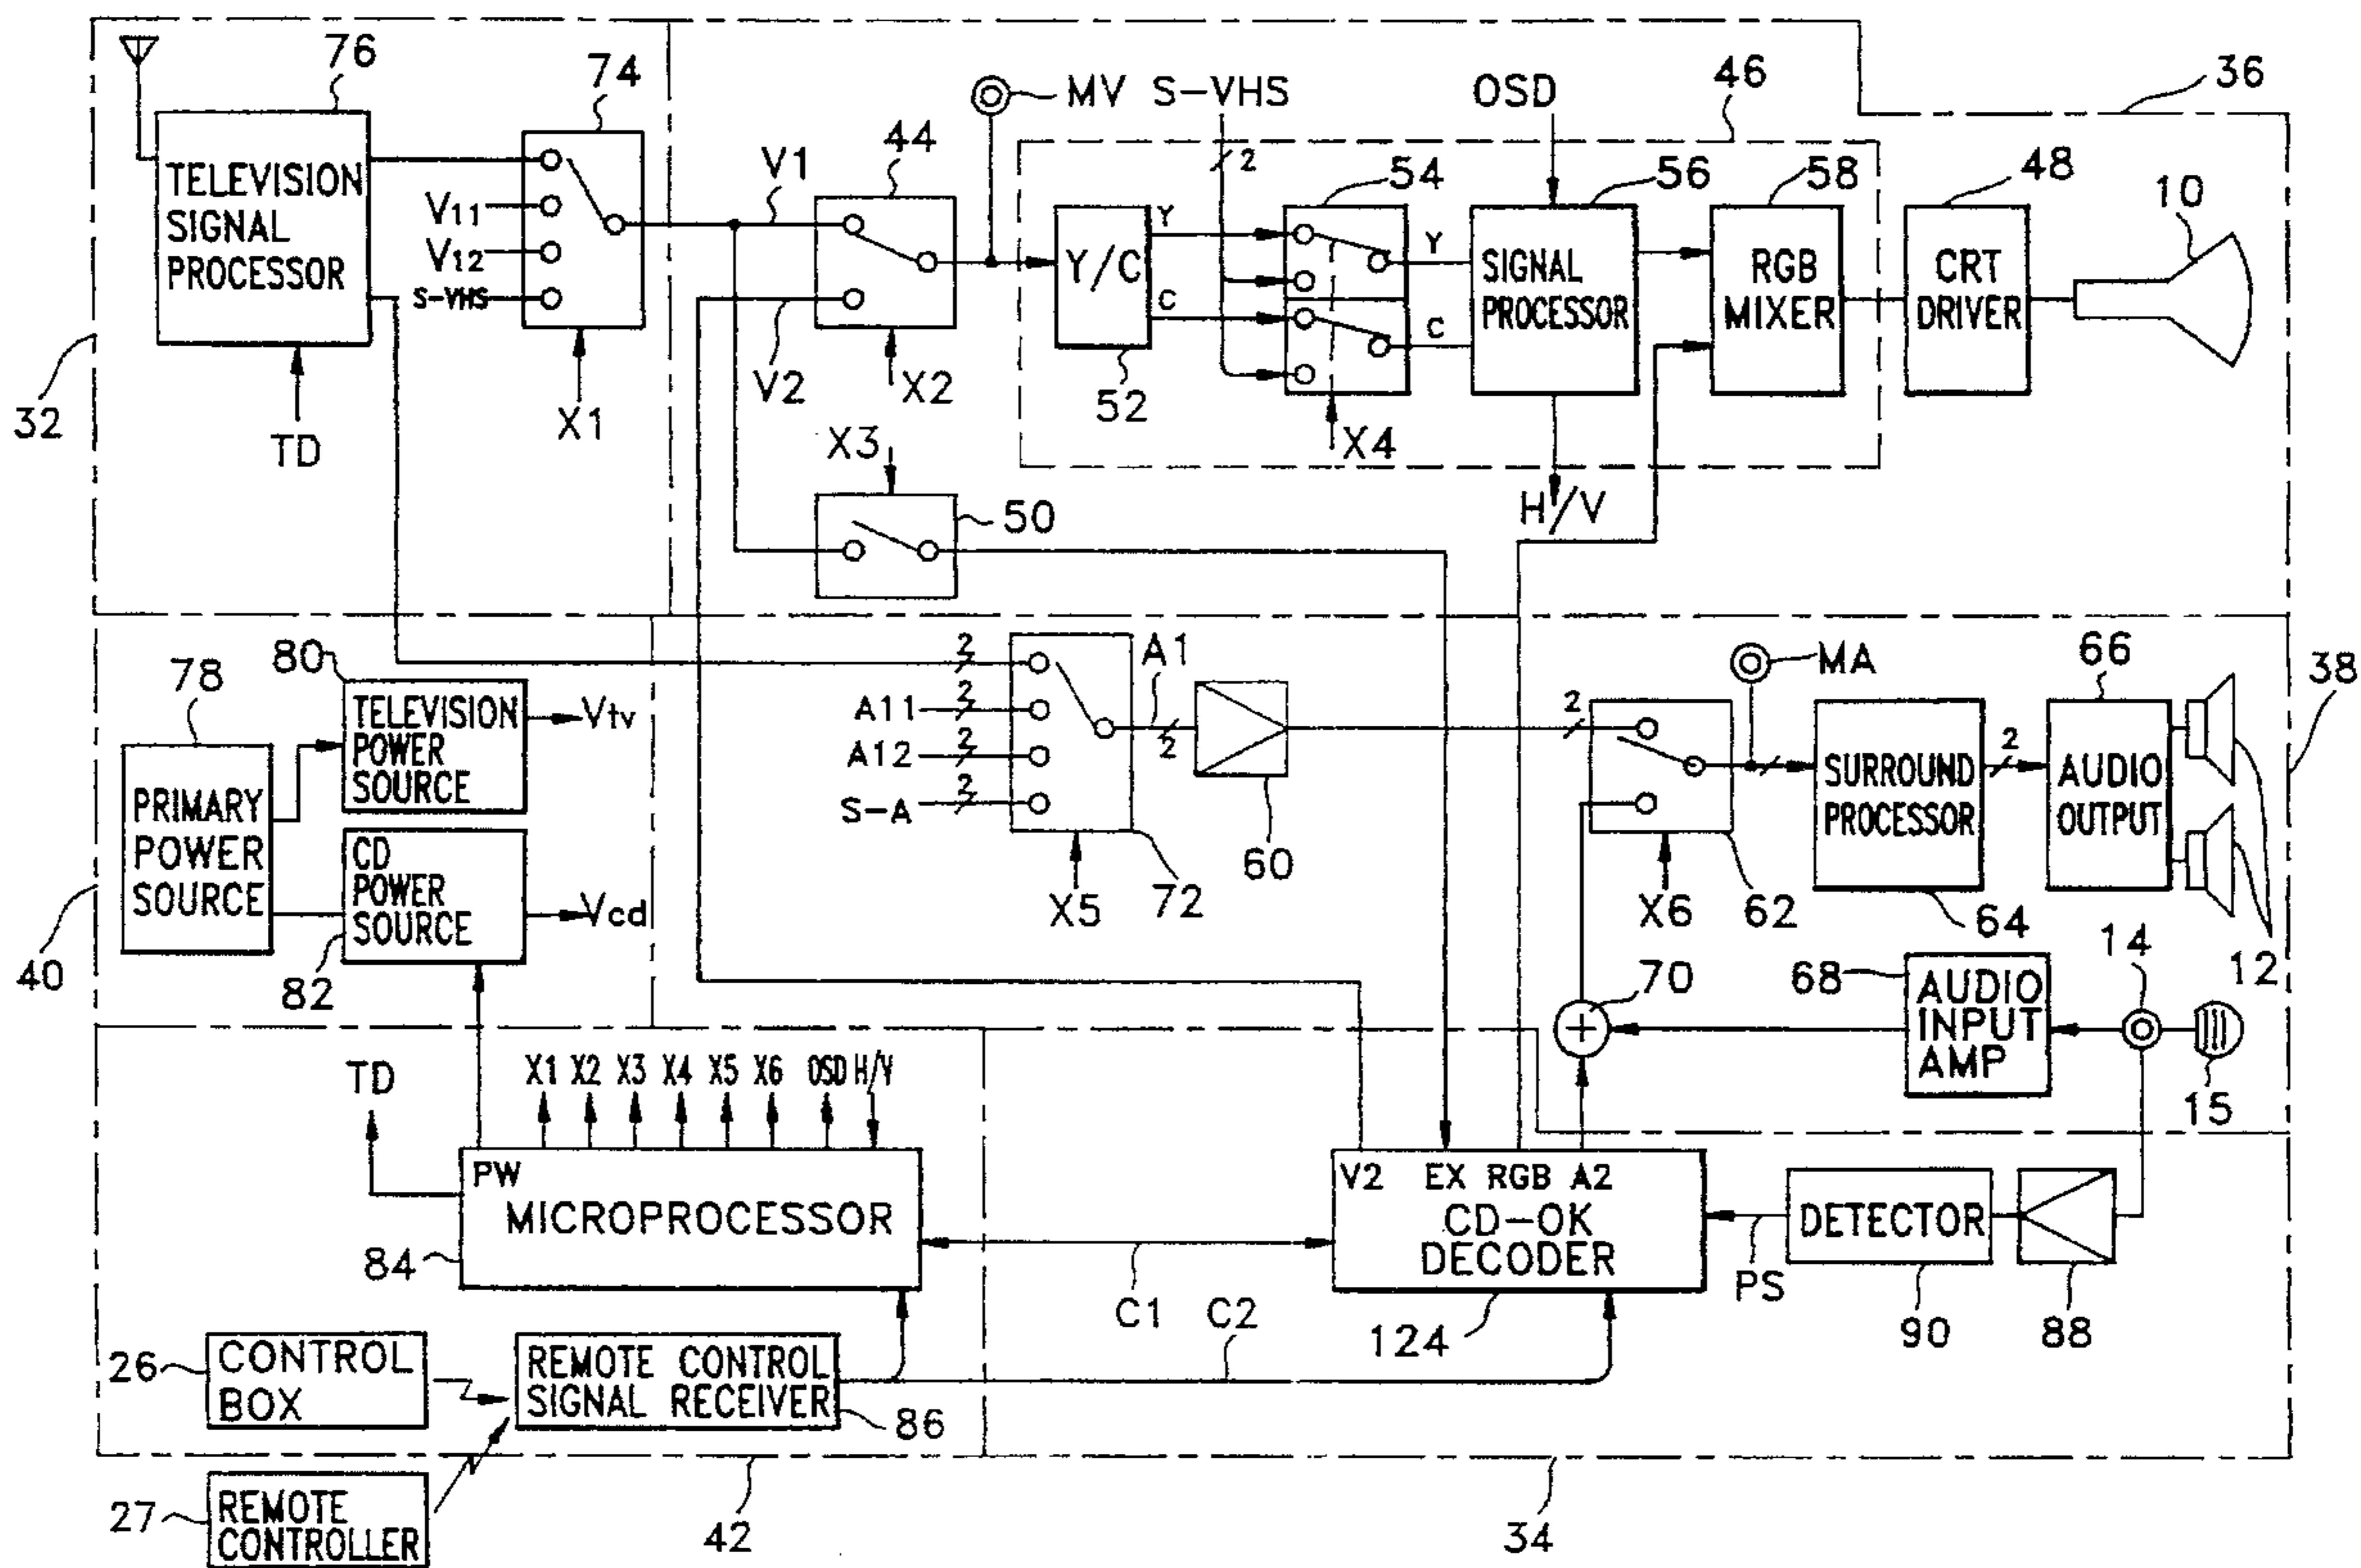 76
74
MV S-VHS
OSD
46
36
TELEVISION
SIGNAL
PROCESSOR
V11
V12
S-VHS
V1
44
2
54
56
58
48
10
Y/C
Y
C
Y
C
SIGNAL
PROCESSOR
RGB
MIXER
CRT
DRIVER
32
TD
X1
V2
X2
52
X4
X3
50
H/V
78
80
TELEVISION
POWER
SOURCE
Vtv
PRIMARY
POWER
SOURCE
CD
POWER
SOURCE
Vcd
82
40
2
A11
2
A12
2
S-A
2
A1
2
X5
72
60
2
MA
X6
62
SURROUND
PROCESSOR
64
2
66
AUDIO
OUTPUT
38
12
14
68
AUDIO
INPUT
AMP
70
15
TD
X1 X2 X3 X4 X5 X6 OSD H/V
PW
MICROPROCESSOR
84
V2 EX RGB A2
CD-OK
DECODER
124
PS
DETECTOR
90
88
C1
C2
26
CONTROL
BOX
REMOTE CONTROL
SIGNAL RECEIVER
86
27
REMOTE
CONTROLLER
42
34